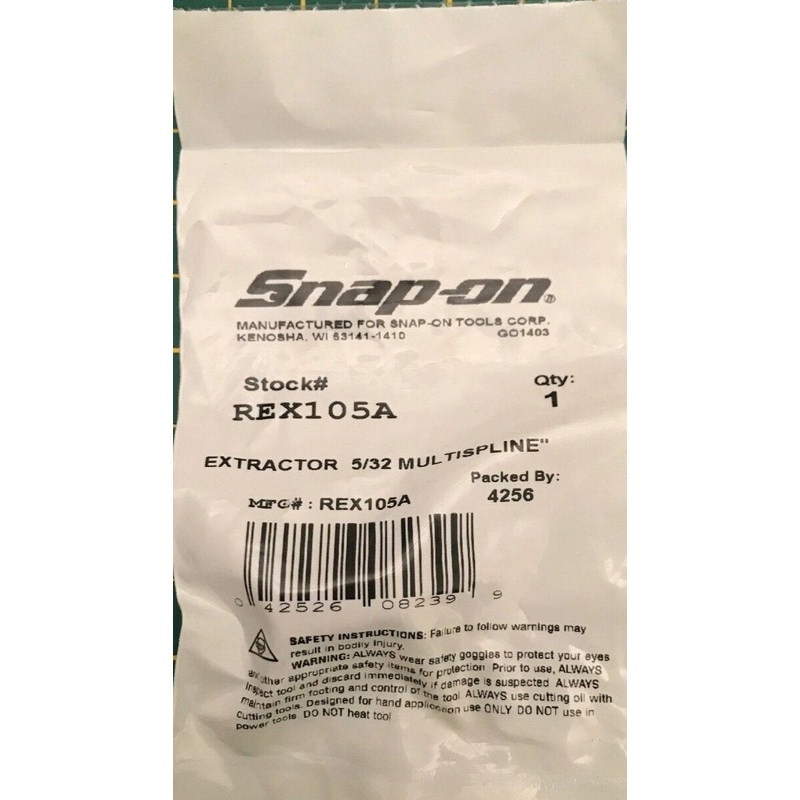 Snap-on®
MANUFACTURED FOR SNAP-ON TOOLS CORP.
KENOSHA, WI 53141-1410 GO1403
Stock# Qty:
REX105A 1
EXTRACTOR 5/32 MULTISPLINE"
Packed By:
MFG#: REX105A 4256
0 42526 08239 9
SAFETY INSTRUCTIONS: Failure to follow warnings may
result in bodily injury.
WARNING: ALWAYS wear safety goggles to protect your eyes
and other appropriate safety items for protection. Prior to use, ALWAYS
inspect tool and discard immediately if damage is suspected. ALWAYS
maintain firm footing and control of the tool. ALWAYS use cutting oil with
cutting tools. Designed for hand use ONLY. DO NOT use in
power tools. DO NOT heat tool